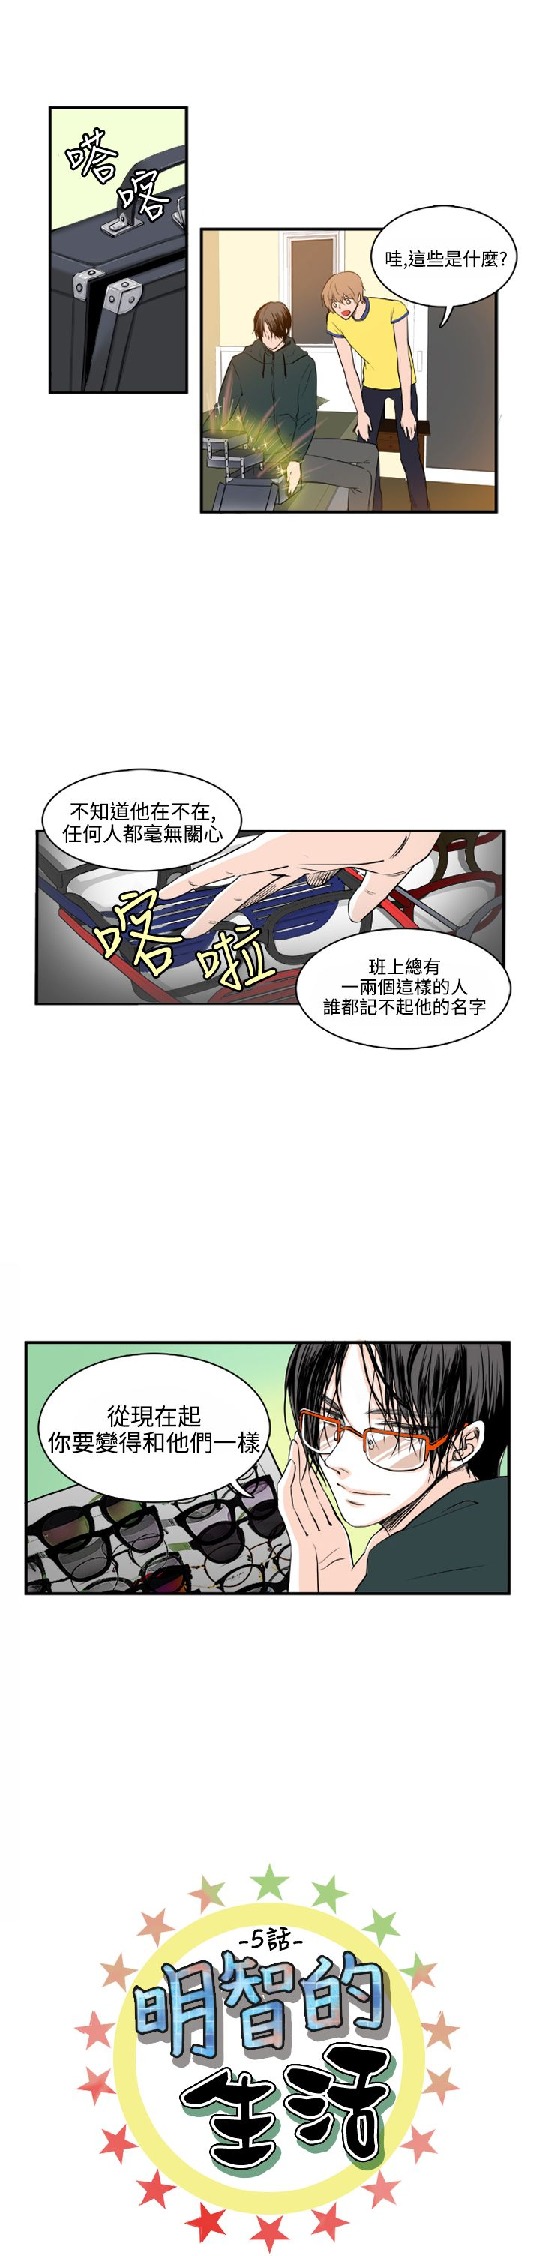 嗒
喀
哇,這些是什麼?
不知道他在不在,
任何人都毫無關心
喀
啦
班上總有
一兩個這樣的人
誰都記不起他的名字
從現在起
你要變得和他們一樣
-5話-
明智的
生活